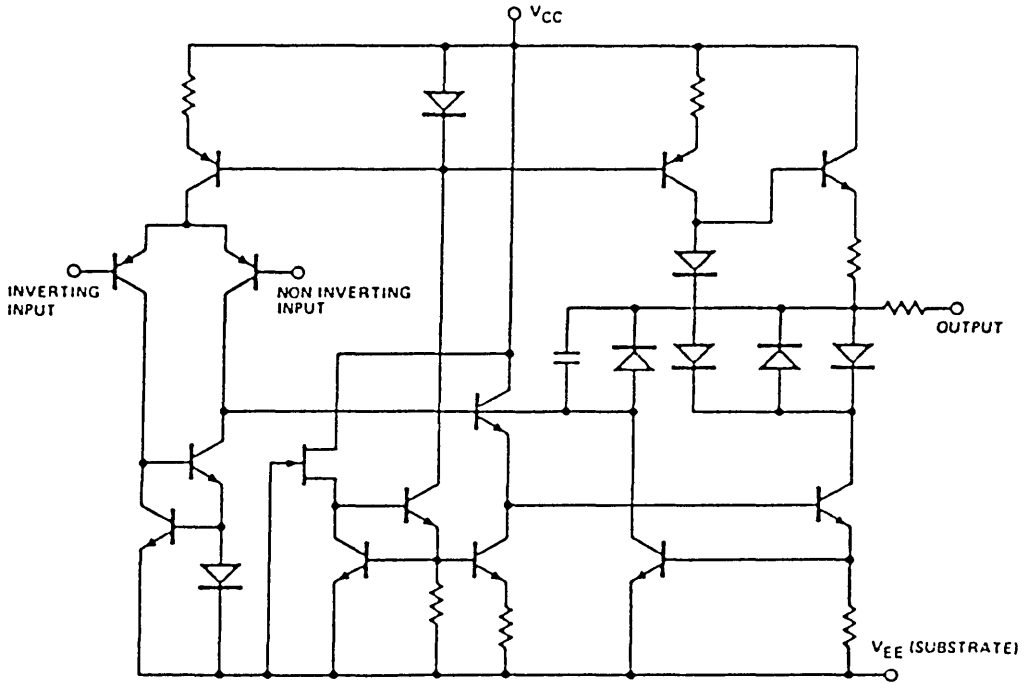 VCC
INVERTING
INPUT
NON INVERTING
INPUT
OUTPUT
VEE (SUBSTRATE)